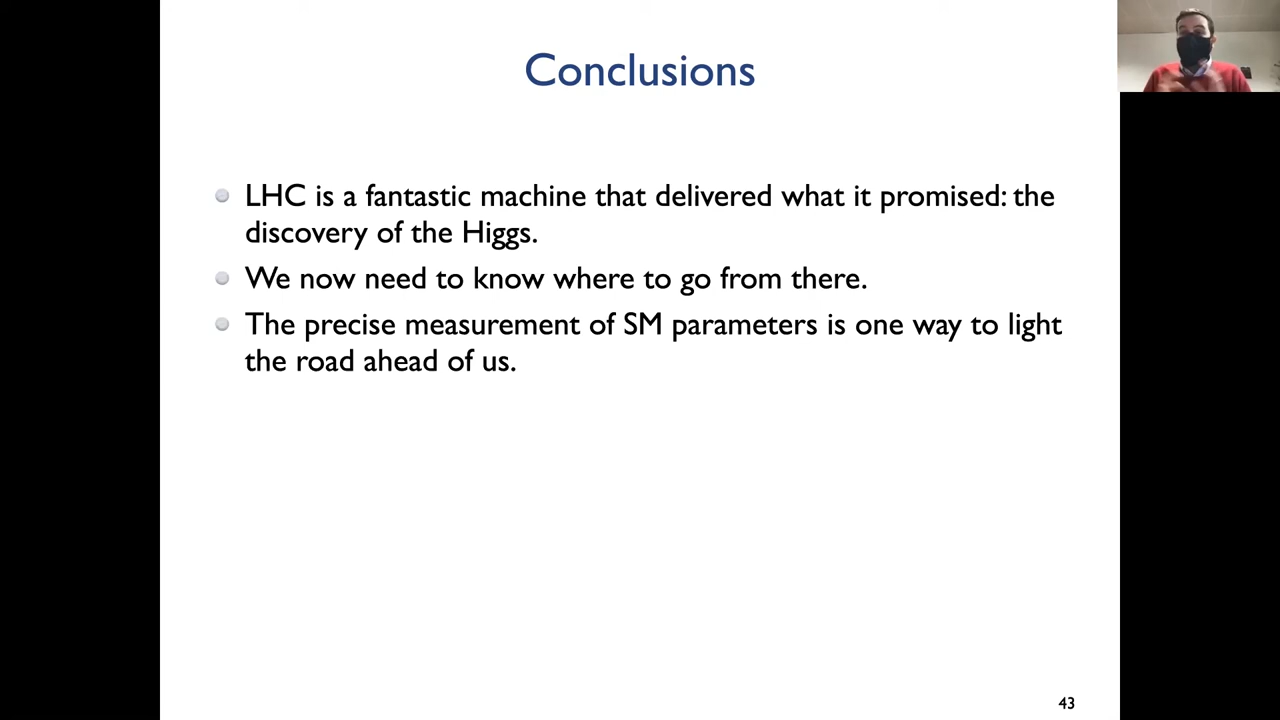 Conclusions
LHC is a fantastic machine that delivered what it promised: the
discovery of the Higgs.
We now need to know where to go from there.
The precise measurement of SM parameters is one way to light
the road ahead of us.
43